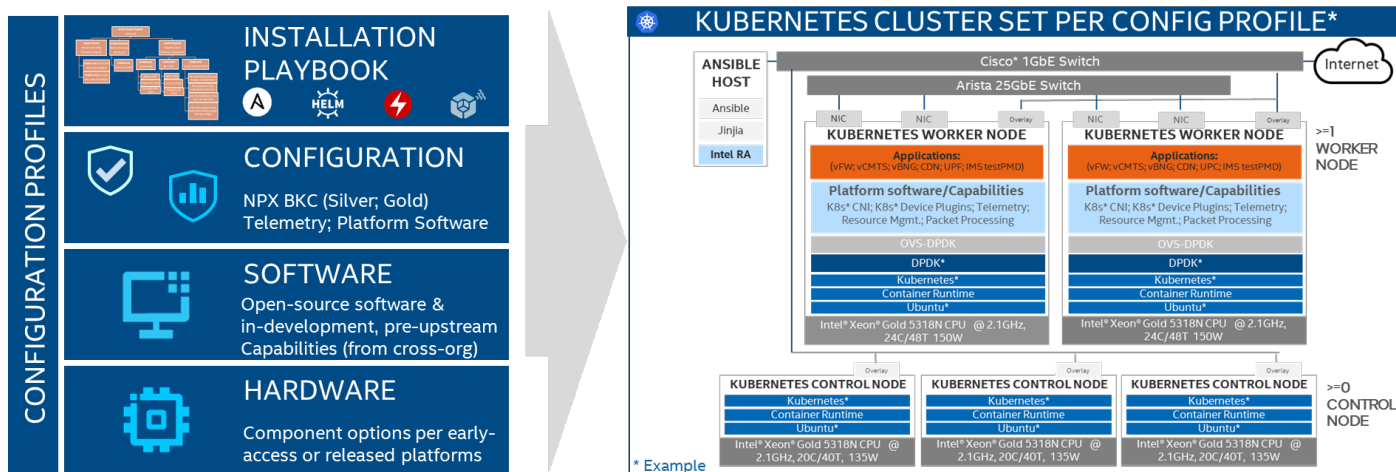 CONFIGURATION PROFILES
INSTALLATION
PLAYBOOK
A
HELM
CONFIGURATION
NPX BKC (Silver; Gold)
Telemetry; Platform Software
SOFTWARE
Open-source software &
in-development, pre-upstream
Capabilities (from cross-org)
HARDWARE
Component options per early-
access or released platforms
KUBERNETES CLUSTER SET PER CONFIG PROFILE*
ANSIBLE
HOST
Ansible
Jinjia
Intel RA
Cisco* 1GbE Switch
Arista 25GbE Switch
Internet
NIC
NIC
Overlay
KUBERNETES WORKER NODE
Applications:
(vFW; vCMTS; vBNG; CDN; UPF; IMS testPMD)
Platform software/Capabilities
K8s* CNI; K8s* Device Plugins; Telemetry;
Resource Mgmt.; Packet Processing
OVS-DPDK
DPDK*
Kubernetes*
Container Runtime
Ubuntu*
Intel® Xeon® Gold 5318N CPU @ 2.1GHz,
24C/48T 150W
NIC
NIC
Overlay
KUBERNETES WORKER NODE
Applications:
(vFW; vCMTS; vBNG; CDN; UPC; IMS testPMD)
Platform software/Capabilities
K8s* CNI; K8s* Device Plugins; Telemetry;
Resource Mgmt.; Packet Processing
OVS-DPDK
DPDK*
Kubernetes*
Container Runtime
Ubuntu*
Intel® Xeon® Gold 5318N CPU @ 2.1GHz,
24C/48T 150W
>=1
WORKER
NODE
Overlay
KUBERNETES CONTROL NODE
Kubernetes*
Container Runtime
Ubuntu*
Intel® Xeon® Gold 5318N CPU @
2.1GHz, 20C/40T, 135W
Overlay
KUBERNETES CONTROL NODE
Kubernetes*
Container Runtime
Ubuntu*
Intel® Xeon® Gold 5318N CPU @
2.1GHz, 20C/40T, 135W
Overlay
KUBERNETES CONTROL NODE
Kubernetes*
Container Runtime
Ubuntu*
Intel® Xeon® Gold 5318N CPU @
2.1GHz, 20C/40T, 135W
>=0
CONTROL
NODE
* Example